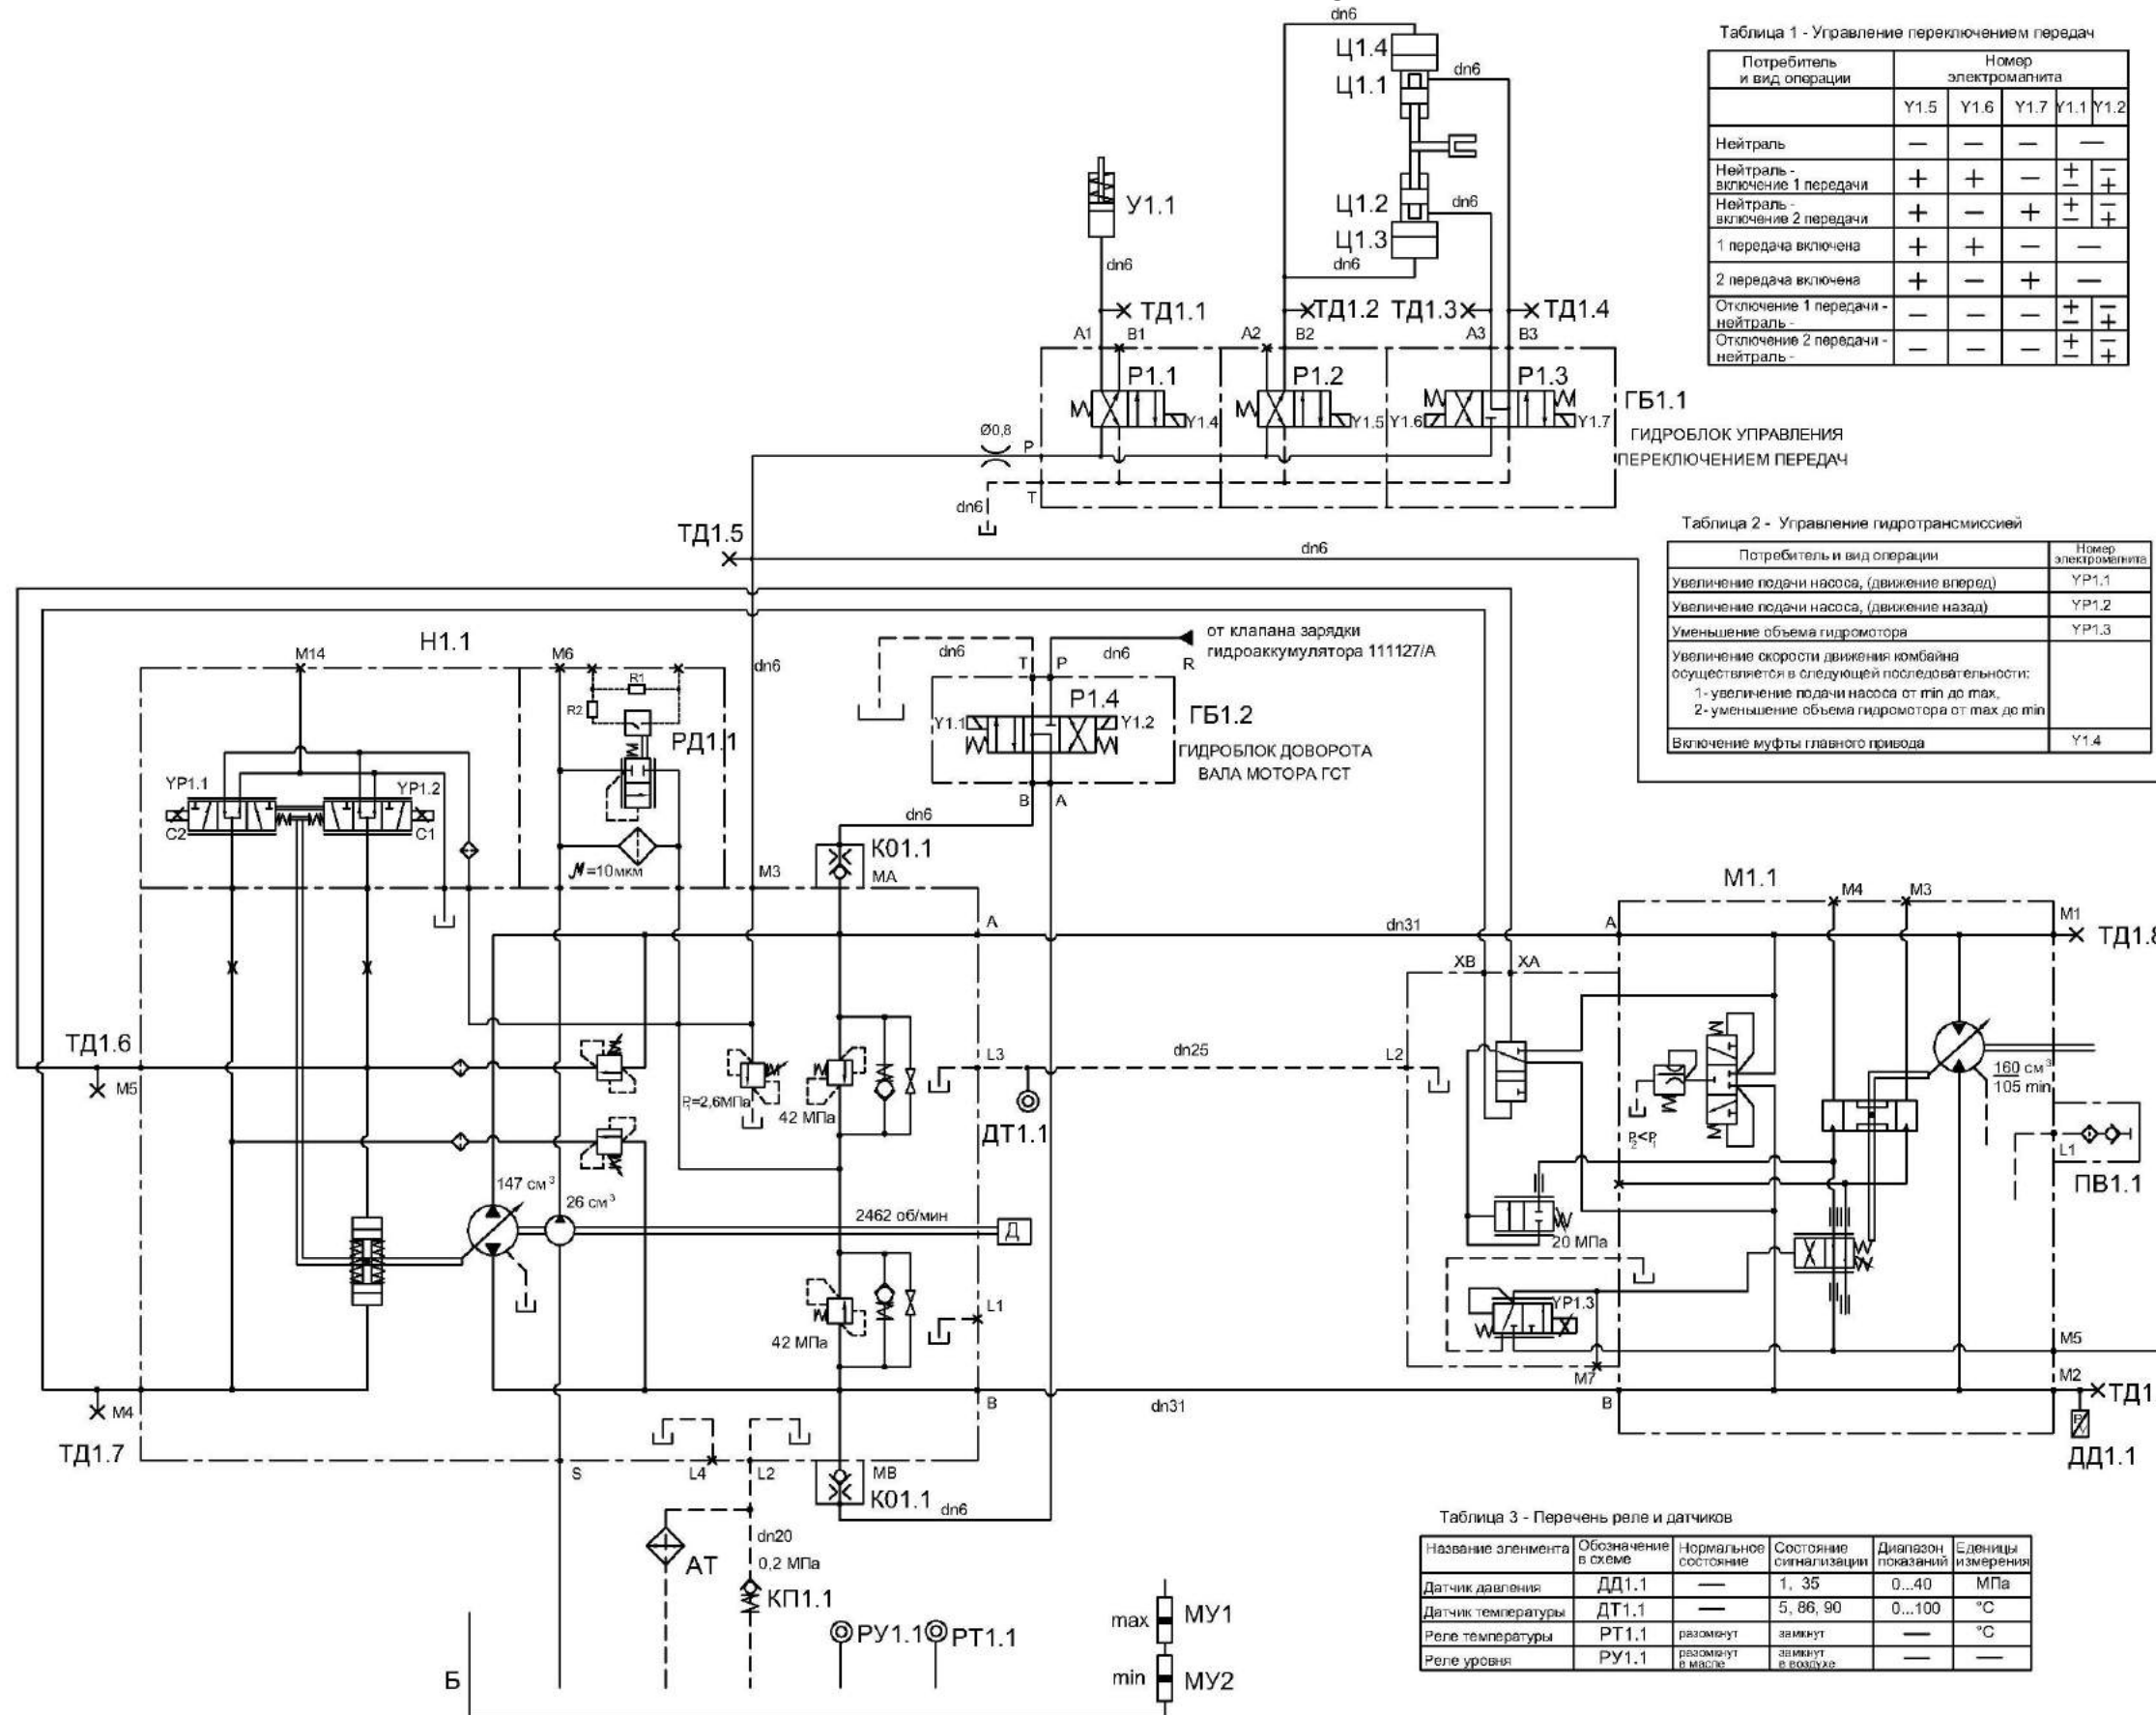 dn6
Ц1.4
Ц1.1
dn6
У1.1
Ц1.2
dn6
Ц1.3
dn6
dn6
ТД1.1
ТД1.2
ТД1.3
ТД1.4
A1
B1
A2
B2
A3
B3
Р1.1
Р1.2
Р1.3
Y1.4
Y1.5
Y1.6
Y1.7
ГБ1.1
ГИДРОБЛОК УПРАВЛЕНИЯ
ПЕРЕКЛЮЧЕНИЕМ ПЕРЕДАЧ
Ø0,8
P
T
dn6
Таблица 1 - Управление переключением передач
Потребитель и вид операции
Номер электромагнита
Y1.5 Y1.6 Y1.7 Y1.1 Y1.2
Нейтраль — — — —
Нейтраль - включение 1 передачи + + — + — — +
Нейтраль - включение 2 передачи + — + + — — +
1 передача включена + + — —
2 передача включена + — + —
Отключение 1 передачи - нейтраль - — — — + — — +
Отключение 2 передачи - нейтраль - — — — + — — +
Таблица 2 - Управление гидротрансмиссией
Потребитель и вид операции
Номер электромагнита
Увеличение подачи насоса, (движение вперед) YP1.1
Увеличение подачи насоса, (движение назад) YP1.2
Уменьшение объема гидромотора YP1.3
Увеличение скорости движения комбайна
осуществляется в следующей последовательности:
1- увеличение подачи насоса от min до max,
2- уменьшение объема гидромотора от max до min
Включение муфты главного привода Y1.4
ТД1.5
dn6
Н1.1
M14
M6
dn6
R1
R2
РД1.1
YP1.1
YP1.2
C2
C1
=10мкм
M3
dn6
T
P
dn6
R
от клапана зарядки
гидроаккумулятора 111127/А
Р1.4
Y1.1
Y1.2
ГБ1.2
ГИДРОБЛОК ДОВОРОТА
ВАЛА МОТОРА ГСТ
B
A
dn6
К01.1
MA
A
dn31
A
М1.1
M4
M3
M1
ТД1.8
XB
XA
ТД1.6
M5
P1=2,6МПа
42 МПа
L3
dn25
L2
ДТ1.1
P2<P1
160 см³
105 min
L1
ПВ1.1
147 см³
26 см³
2462 об/мин
Д
20 МПа
42 МПа
L1
YP1.3
M5
M7
M2
ТД1
ДД1.1
M4
ТД1.7
B
dn31
B
S
L4
L2
MB
К01.1
dn6
dn20
0,2 МПа
АТ
КП1.1
РУ1.1
РТ1.1
max
МУ1
min
МУ2
Б
Таблица 3 - Перечень реле и датчиков
Название эленмента
Обозначение в схеме
Нормальное состояние
Состояние сигнализации
Диапазон показаний
Еденицы измерения
Датчик давления ДД1.1 — 1, 35 0...40 МПа
Датчик температуры ДТ1.1 — 5, 86, 90 0...100 °С
Реле температуры РТ1.1 разомкнут замкнут — °С
Реле уровня РУ1.1 разомкнут в масле замкнут в воздухе — —